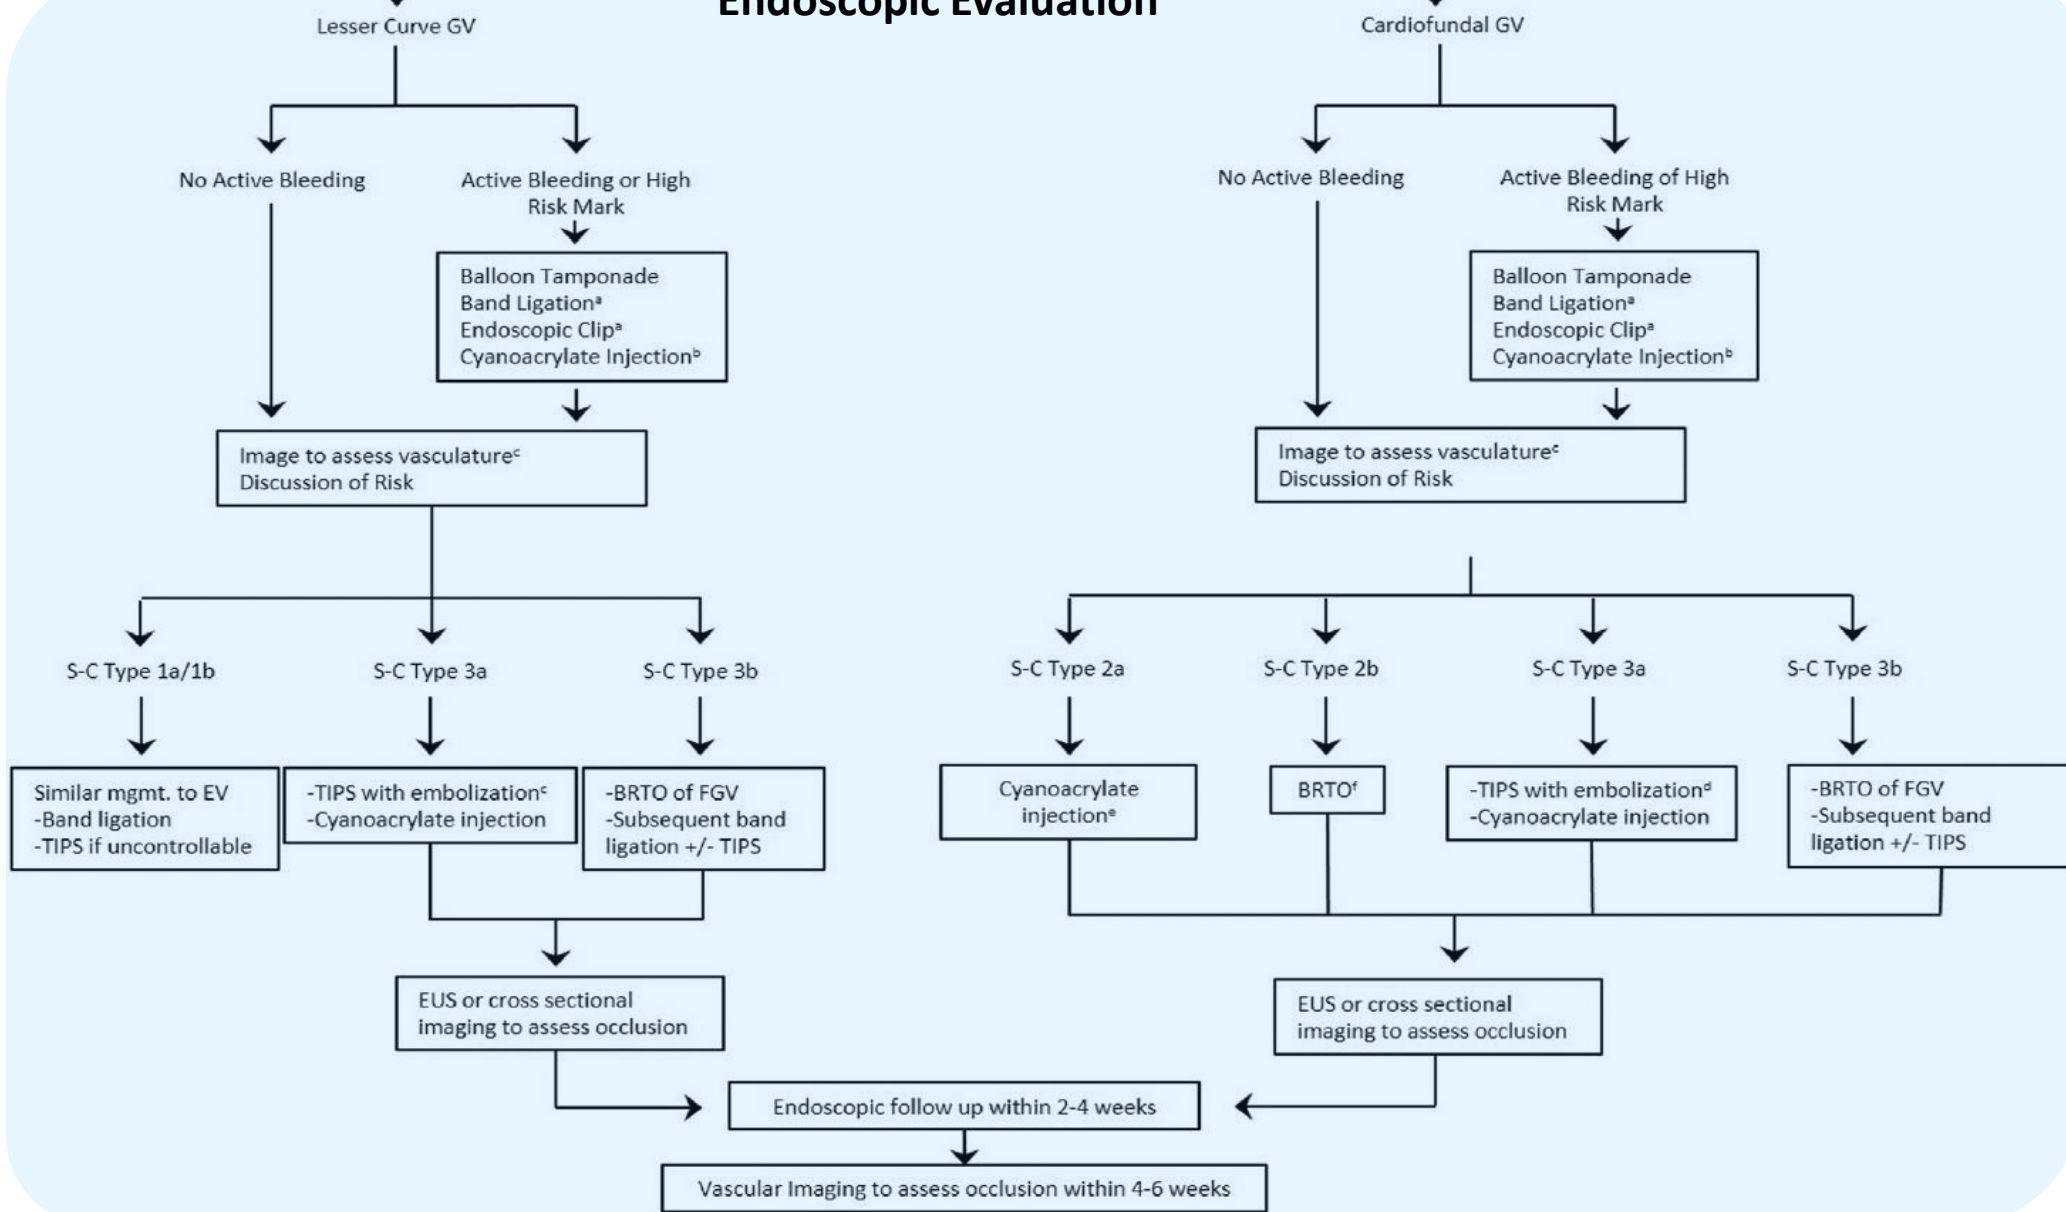 Endoscopic Evaluation
Lesser Curve GV
No Active Bleeding
Active Bleeding or High
Risk Mark
Balloon Tamponade
Band Ligationᵃ
Endoscopic Clipᵃ
Cyanoacrylate Injectionᵇ
Image to assess vasculatureᶜ
Discussion of Risk
S-C Type 1a/1b
S-C Type 3a
S-C Type 3b
Similar mgmt. to EV
-Band ligation
-TIPS if uncontrollable
-TIPS with embolizationᶜ
-Cyanoacrylate injection
-BRTO of FGV
-Subsequent band
ligation +/- TIPS
EUS or cross sectional
imaging to assess occlusion
Cardiofundal GV
No Active Bleeding
Active Bleeding of High
Risk Mark
Balloon Tamponade
Band Ligationᵃ
Endoscopic Clipᵃ
Cyanoacrylate Injectionᵇ
Image to assess vasculatureᶜ
Discussion of Risk
S-C Type 2a
S-C Type 2b
S-C Type 3a
S-C Type 3b
Cyanoacrylate
injectionᵉ
BRTOᶠ
-TIPS with embolizationᵈ
-Cyanoacrylate injection
-BRTO of FGV
-Subsequent band
ligation +/- TIPS
EUS or cross sectional
imaging to assess occlusion
Endoscopic follow up within 2-4 weeks
Vascular Imaging to assess occlusion within 4-6 weeks